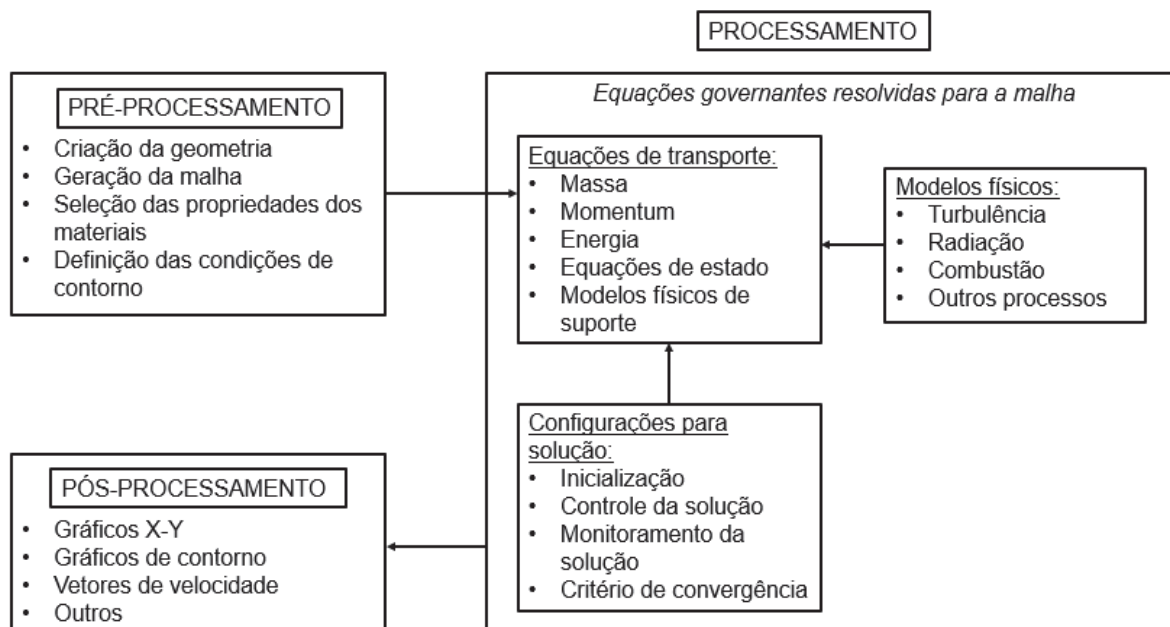 PROCESSAMENTO
PRÉ-PROCESSAMENTO
• Criação da geometria
• Geração da malha
• Seleção das propriedades dos
materiais
• Definição das condições de
contorno
Equações governantes resolvidas para a malha
Equações de transporte:
• Massa
• Momentum
• Energia
• Equações de estado
• Modelos físicos de
suporte
Modelos físicos:
• Turbulência
• Radiação
• Combustão
• Outros processos
Configurações para
solução:
• Inicialização
• Controle da solução
• Monitoramento da
solução
• Critério de convergência
PÓS-PROCESSAMENTO
• Gráficos X-Y
• Gráficos de contorno
• Vetores de velocidade
• Outros